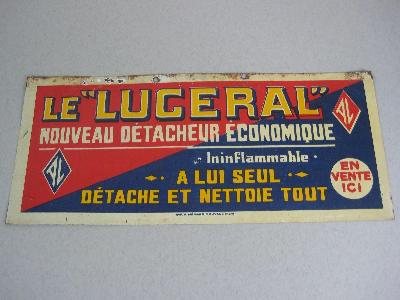 LE "LUCERAL"
NOUVEAU DÉTACHEUR ÉCONOMIQUE
Ininflammable
A LUI SEUL
DÉTACHE ET NETTOIE TOUT
EN
VENTE
ICI